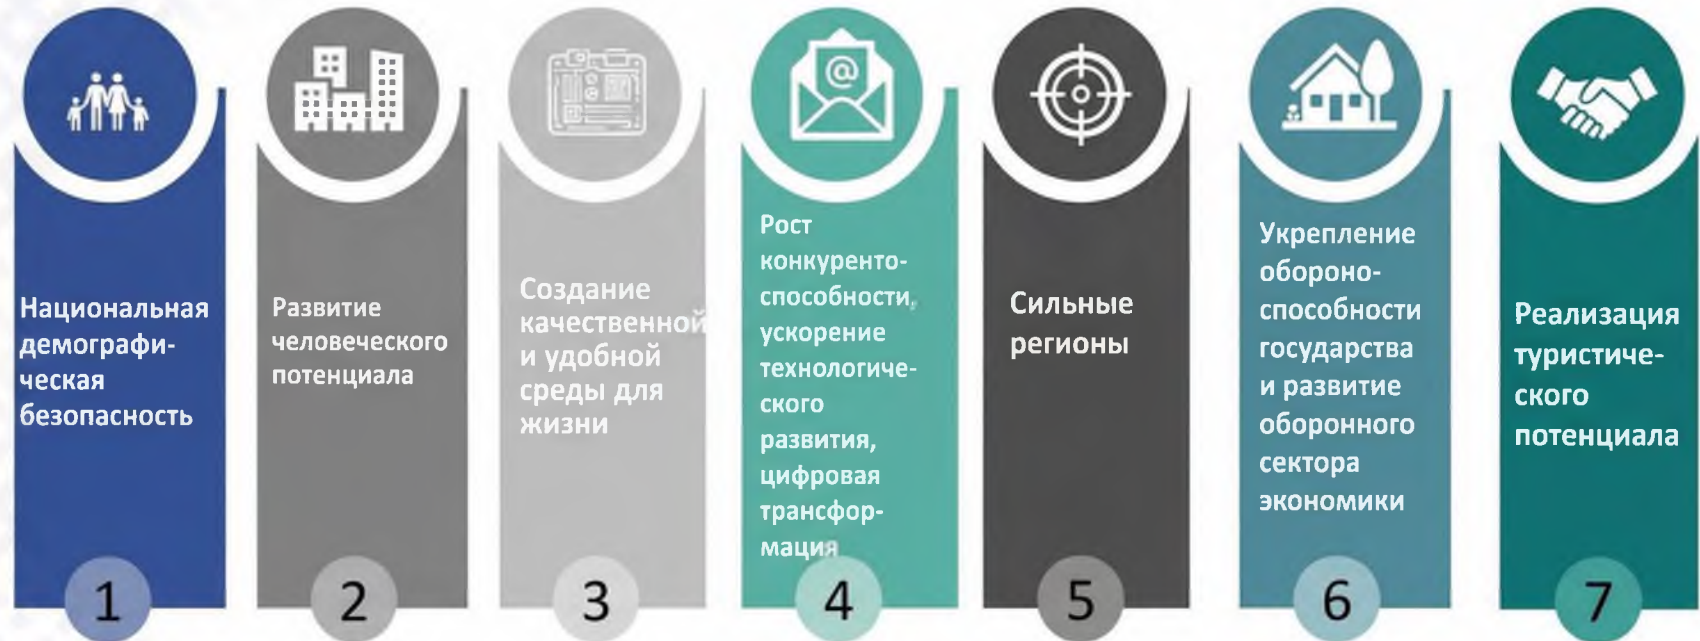 Национальная
демографи-
ческая
безопасность
1
Развитие
человеческого
потенциала
2
Создание
качественной
и удобной
среды для
жизни
3
@
Рост
конкуренто-
способности,
ускорение
технологиче-
ского
развития,
цифровая
трансфор-
мация
4
Сильные
регионы
5
Укрепление
обороно-
способности
государства
и развитие
оборонного
сектора
экономики
6
Реализация
туристиче-
ского
потенциала
7